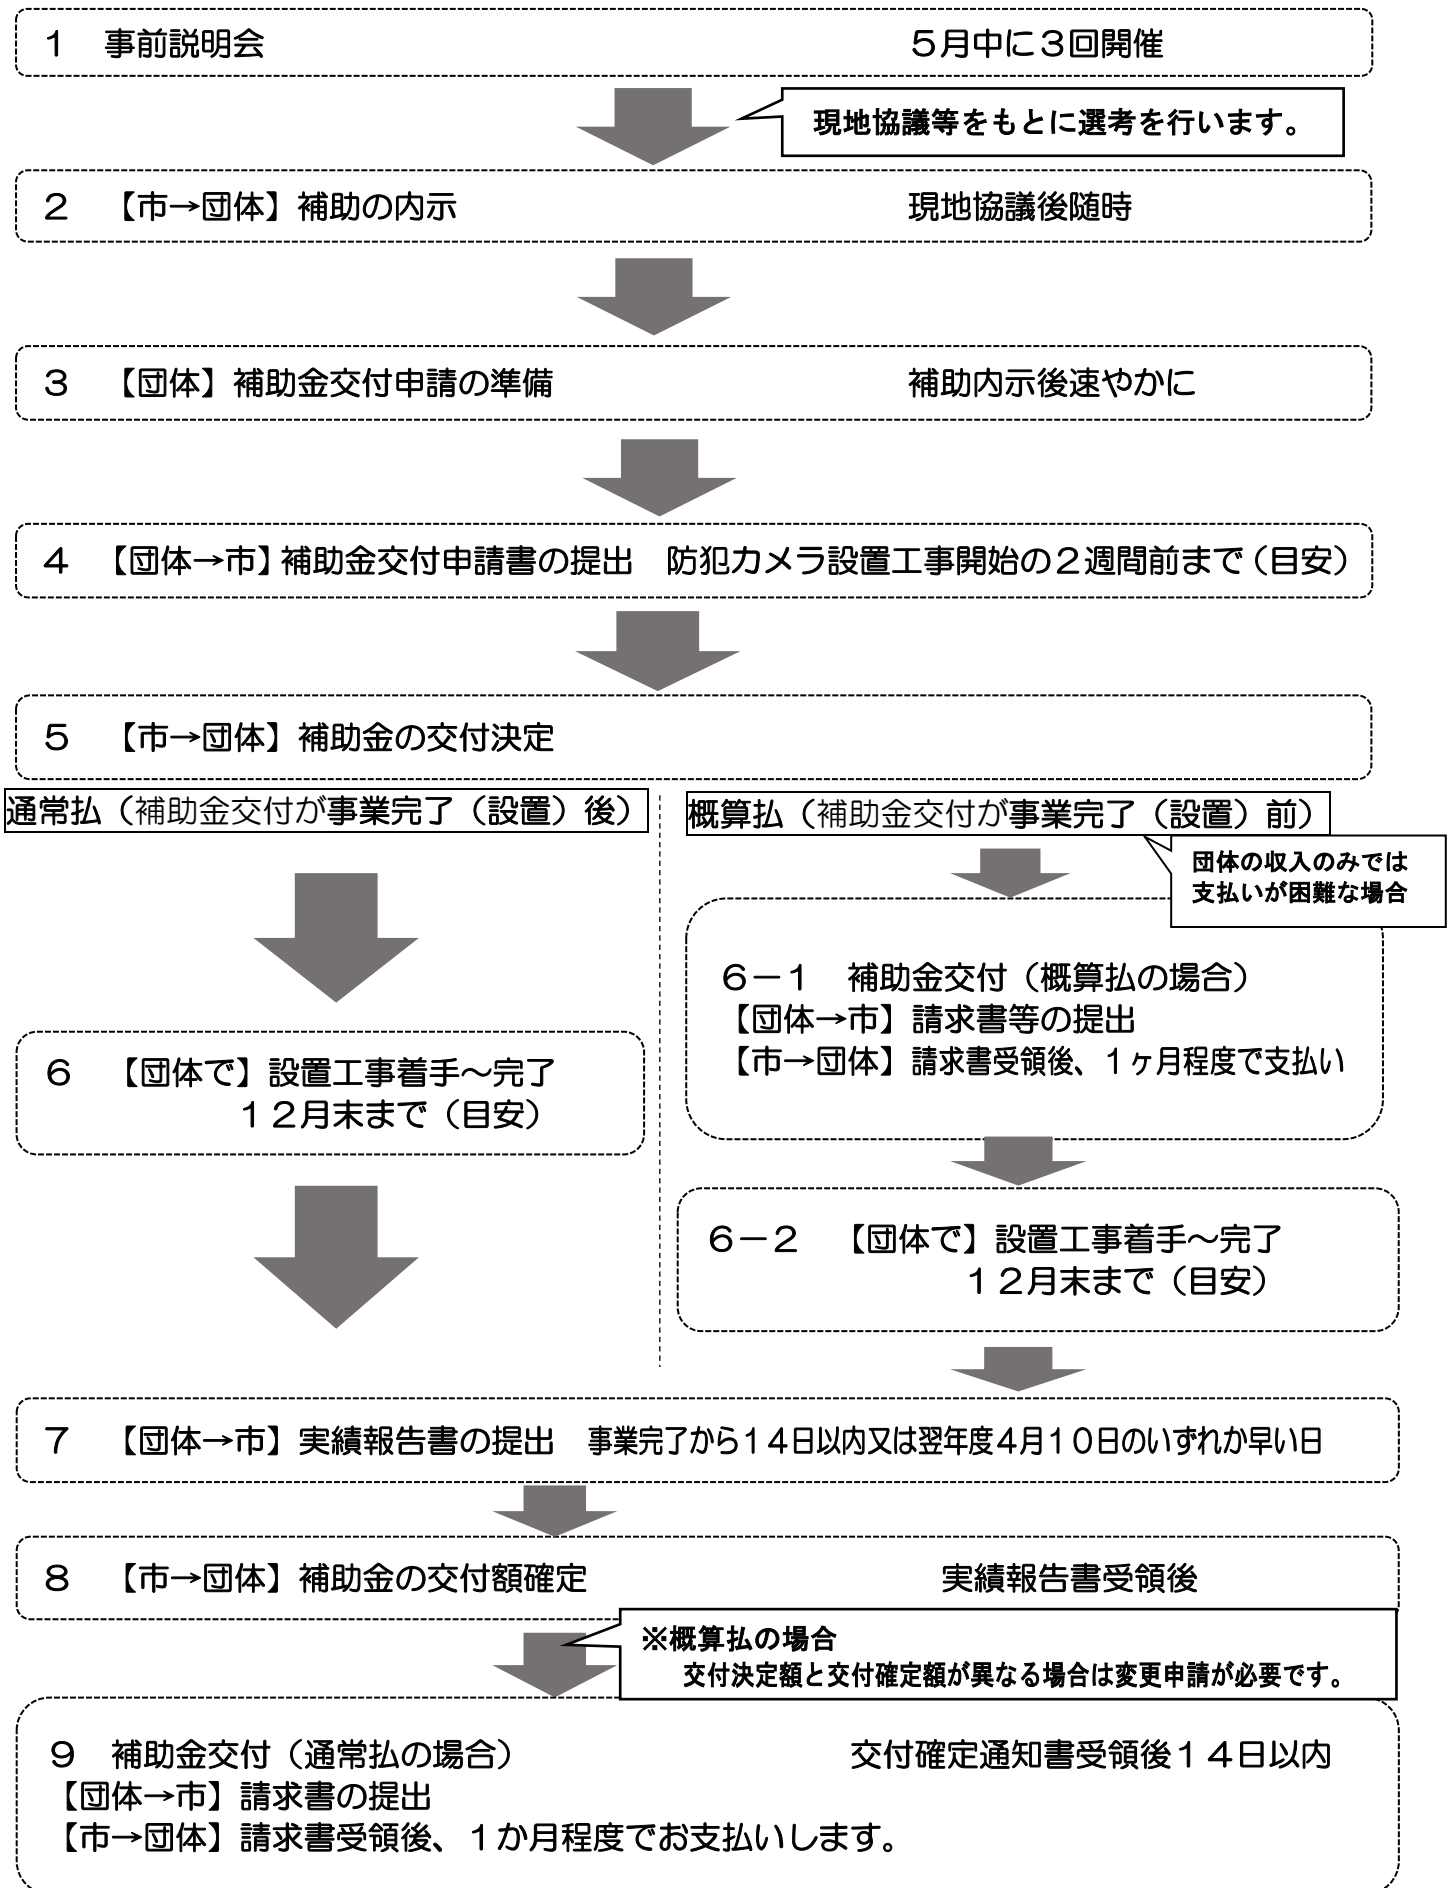 １　事前説明会　５月中に３回開催
現地協議等をもとに選考を行います。
２　【市→団体】補助の内示　現地協議後随時
３　【団体】補助金交付申請の準備　補助内示後速やかに
４　【団体→市】補助金交付申請書の提出　防犯カメラ設置工事開始の２週間前まで（目安）
５　【市→団体】補助金の交付決定
通常払（補助金交付が事業完了（設置）後）
６　【団体で】設置工事着手～完了
１２月末まで（目安）
概算払（補助金交付が事業完了（設置）前）
団体の収入のみでは
支払いが困難な場合
６－１　補助金交付（概算払の場合）
【団体→市】請求書等の提出
【市→団体】請求書受領後、１ヶ月程度で支払い
６－２　【団体で】設置工事着手～完了
１２月末まで（目安）
７　【団体→市】実績報告書の提出　事業完了から１４日以内又は翌年度４月１０日のいずれか早い日
８　【市→団体】補助金の交付額確定　実績報告書受領後
※概算払の場合
交付決定額と交付確定額が異なる場合は変更申請が必要です。
９　補助金交付（通常払の場合）　交付確定通知書受領後１４日以内
【団体→市】請求書の提出
【市→団体】請求書受領後、１か月程度でお支払いします。